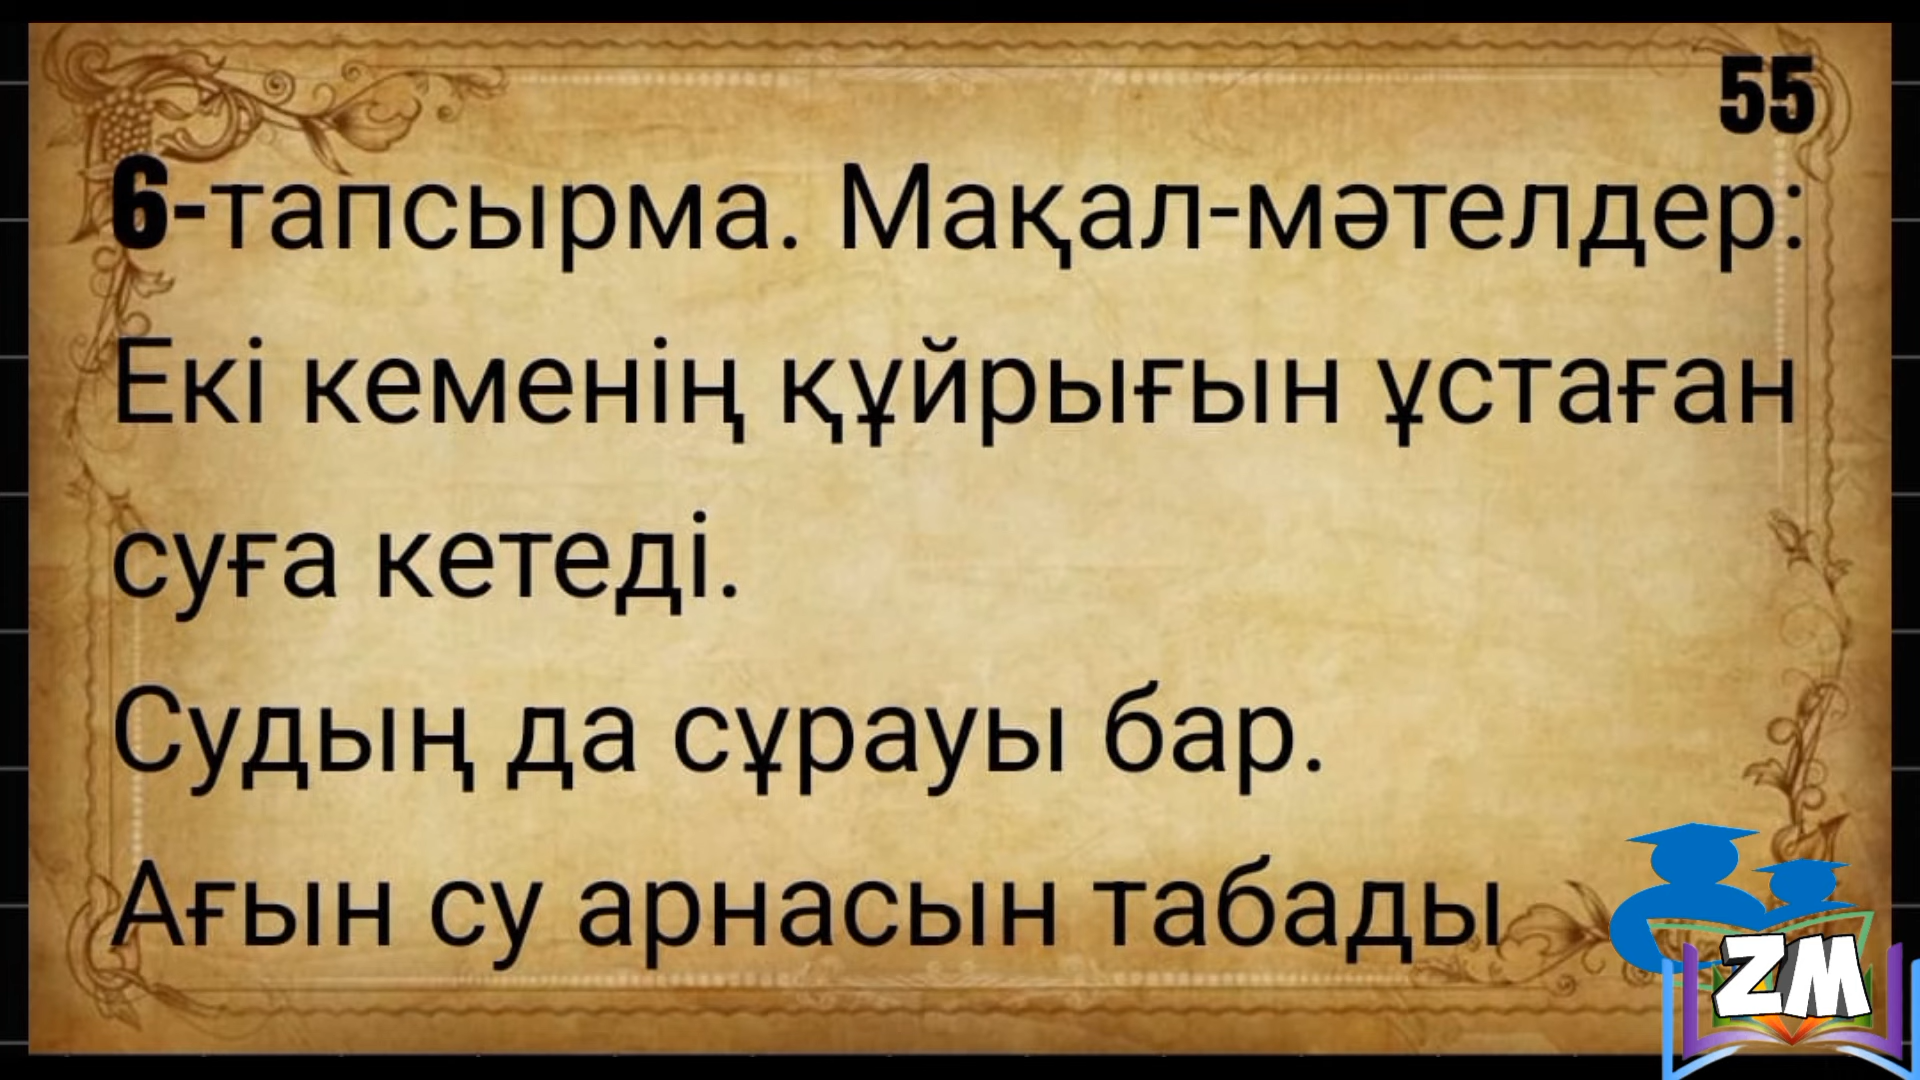 55
6-тапсырма. Мақал-мәтелдер:
Екі кеменің құйрығын ұстаған
суға кетеді.
Судың да сұрауы бар.
Ағын су арнасын табады
ZM